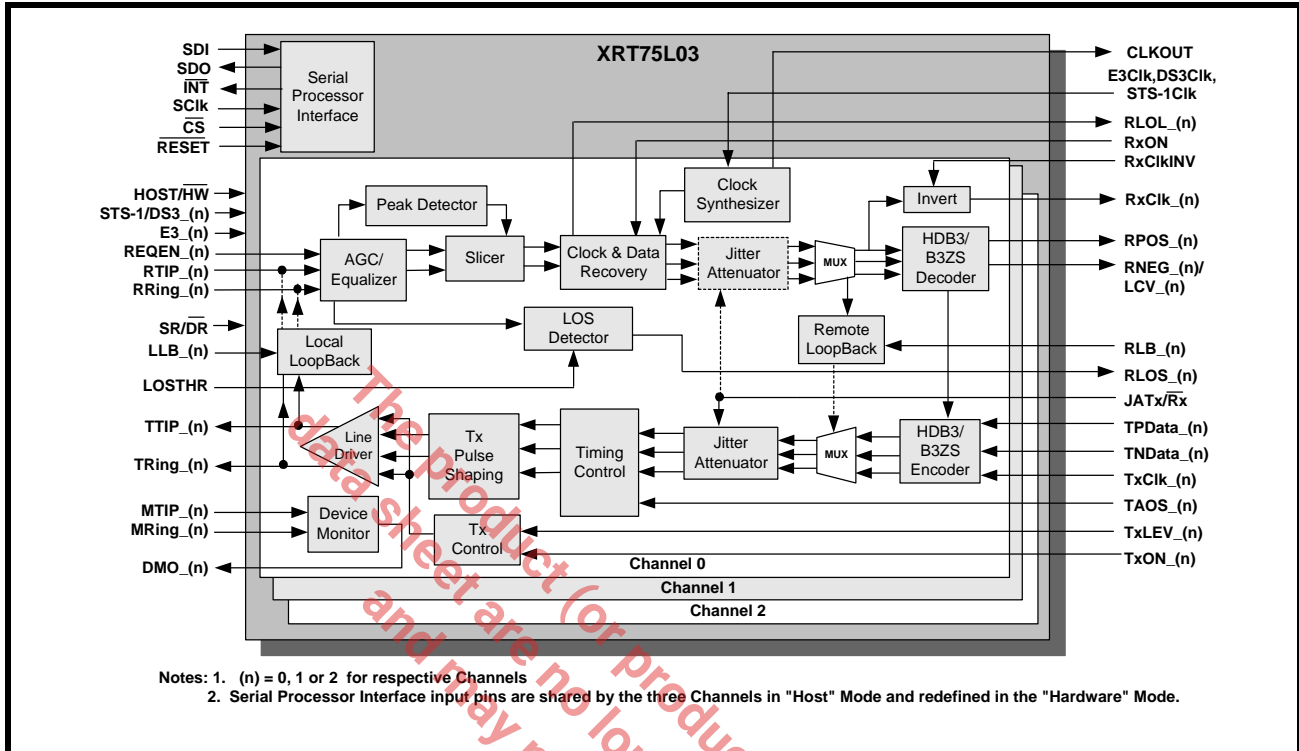 XRT75L03
SDI
SDO
INT
SClk
CS
RESET
Serial
Processor
Interface
CLKOUT
E3Clk,DS3Clk,
STS-1Clk
RLOL_(n)
RxON
RxClkINV
RxClk_(n)
RPOS_(n)
RNEG_(n)/
LCV_(n)
HOST/HW
STS-1/DS3_(n)
E3_(n)
REQEN_(n)
RTIP_(n)
RRing_(n)
SR/DR
LLB_(n)
LOSTHR
TTIP_(n)
TRing_(n)
MTIP_(n)
MRing_(n)
DMO_(n)
Peak Detector
AGC/
Equalizer
Slicer
Clock & Data
Recovery
Clock
Synthesizer
Jitter
Attenuator
MUX
Invert
HDB3/
B3ZS
Decoder
LOS
Detector
Local
LoopBack
Remote
LoopBack
RLB_(n)
RLOS_(n)
JATx/Rx
TPData_(n)
TNData_(n)
TxClk_(n)
TAOS_(n)
TxLEV_(n)
TxON_(n)
Line
Driver
Tx
Pulse
Shaping
Timing
Control
Jitter
Attenuator
MUX
HDB3/
B3ZS
Encoder
Device
Monitor
Tx
Control
Channel 0
Channel 1
Channel 2
The product (or produc
data sheet are no lon
and may
Notes: 1. (n) = 0, 1 or 2 for respective Channels
2. Serial Processor Interface input pins are shared by the three Channels in "Host" Mode and redefined in the "Hardware" Mode.